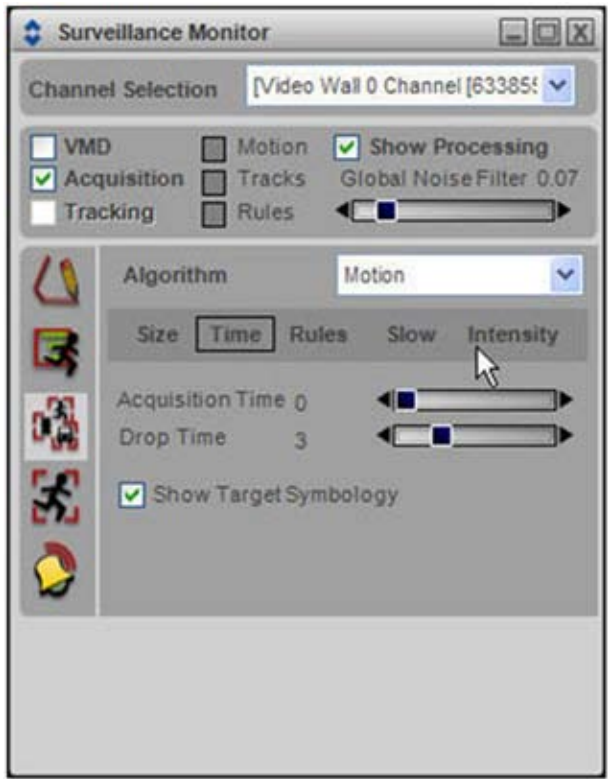 Surveillance Monitor
Channel Selection [Video Wall 0 Channel [633855
VMD Motion Show Processing
Acquisition Tracks Global Noise Filter 0.07
Tracking Rules
Algorithm Motion
Size Time Rules Slow Intensity
Acquisition Time 0
Drop Time 3
Show Target Symbology